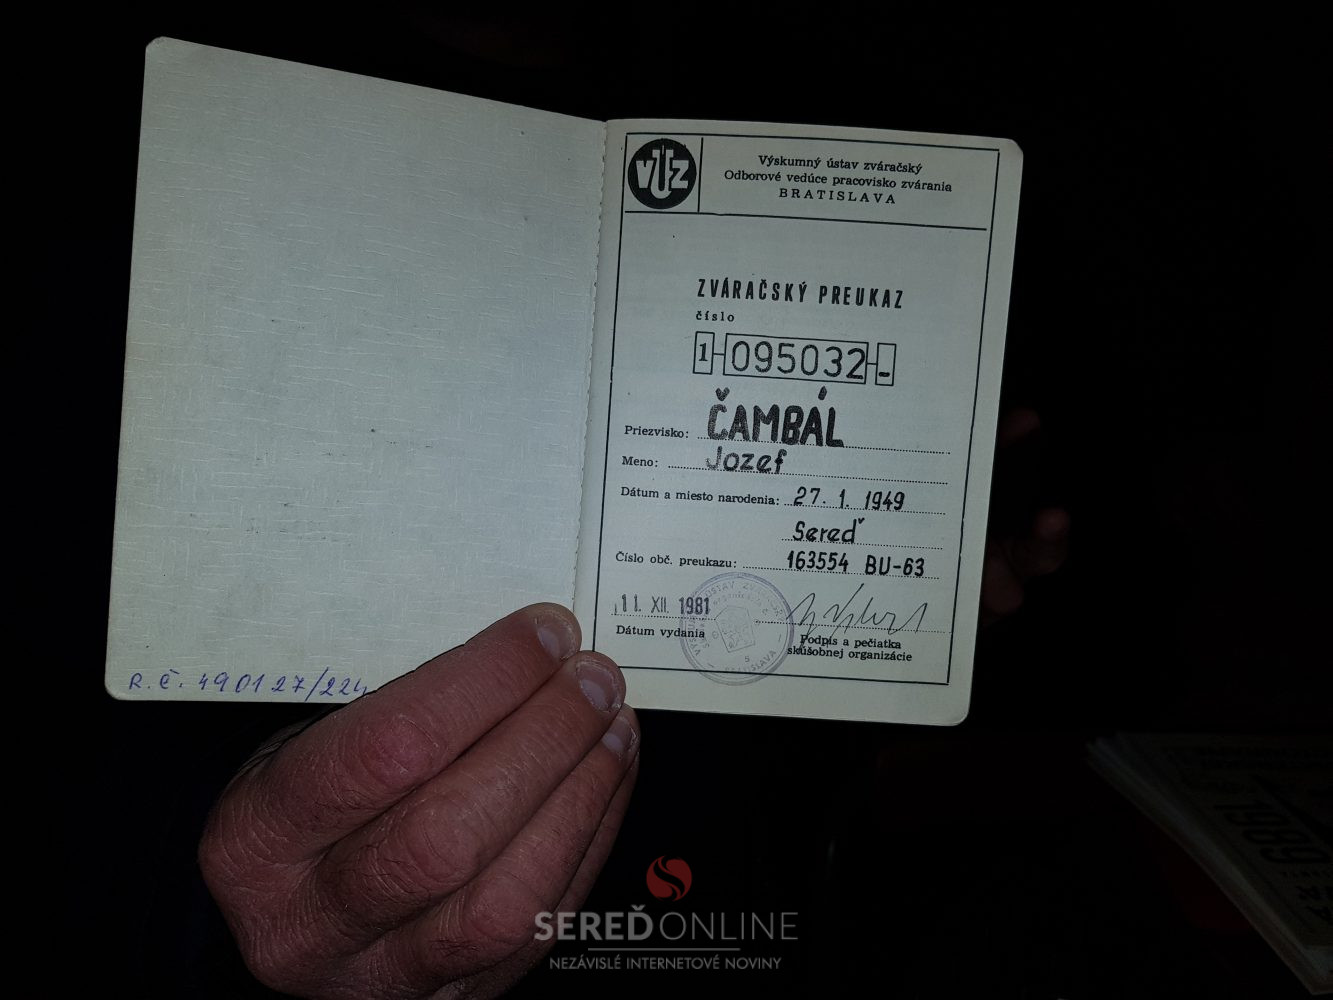 R.č. 490127/224
VÚZ
Výskumný ústav zváračský
Odborové vedúce pracovisko zvárania
BRATISLAVA
ZVÁRAČSKÝ PREUKAZ
číslo
1-095032--
Priezvisko: ČAMBÁL
Meno: Jozef
Dátum a miesto narodenia: 27. 1. 1949
Sereď
Číslo obč. preukazu: 163554 BU-63
11. XII. 1981
Dátum vydania
Podpis a pečiatka
skúšobnej organizácie
SEREĎONLINE
NEZÁVISLÉ INTERNETOVÉ NOVINY